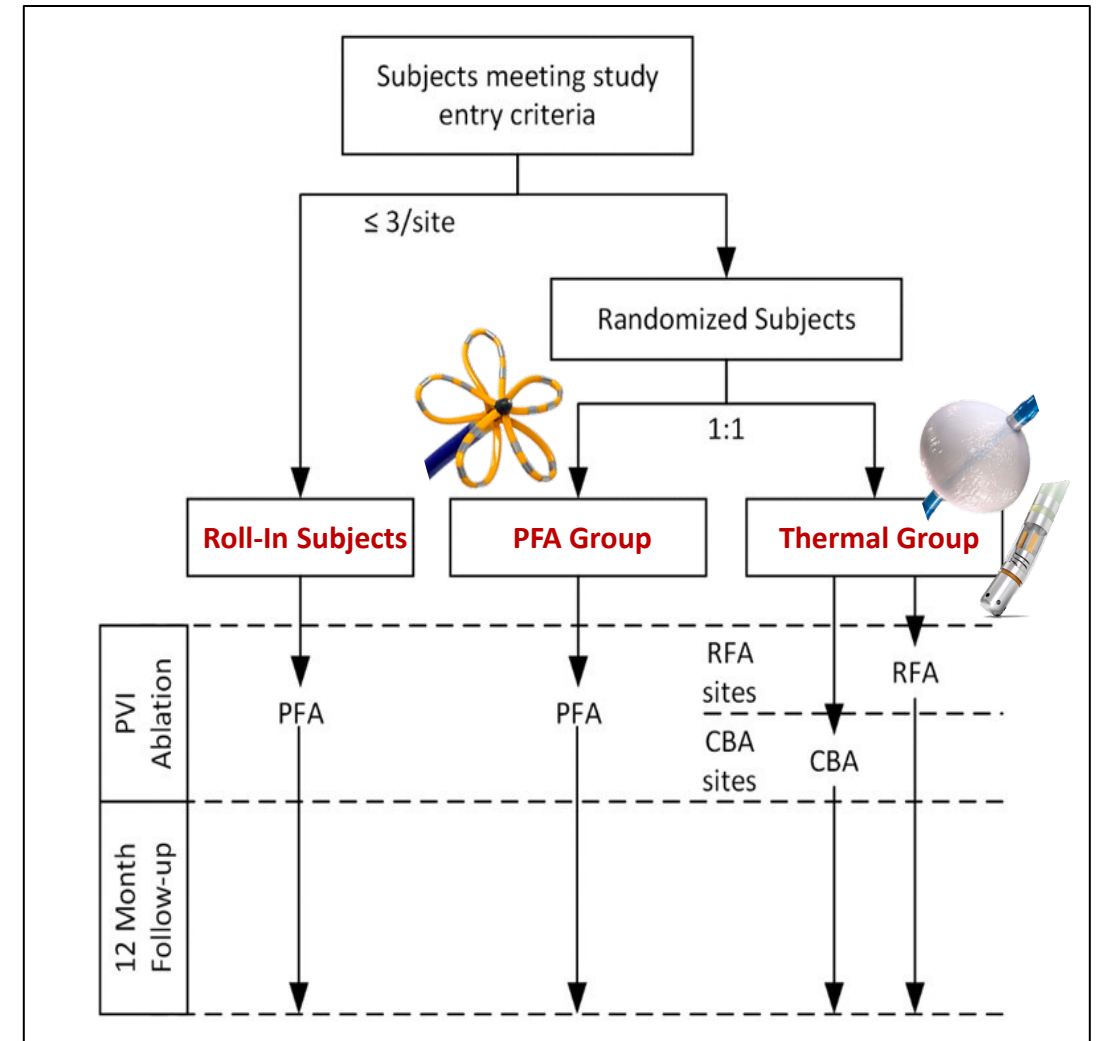 Subjects meeting study
entry criteria
≤ 3/site
Randomized Subjects
1:1
Roll-In Subjects
PFA Group
Thermal Group
PVI
Ablation
RFA
sites
RFA
PFA
PFA
CBA
sites
CBA
12 Month
Follow-up